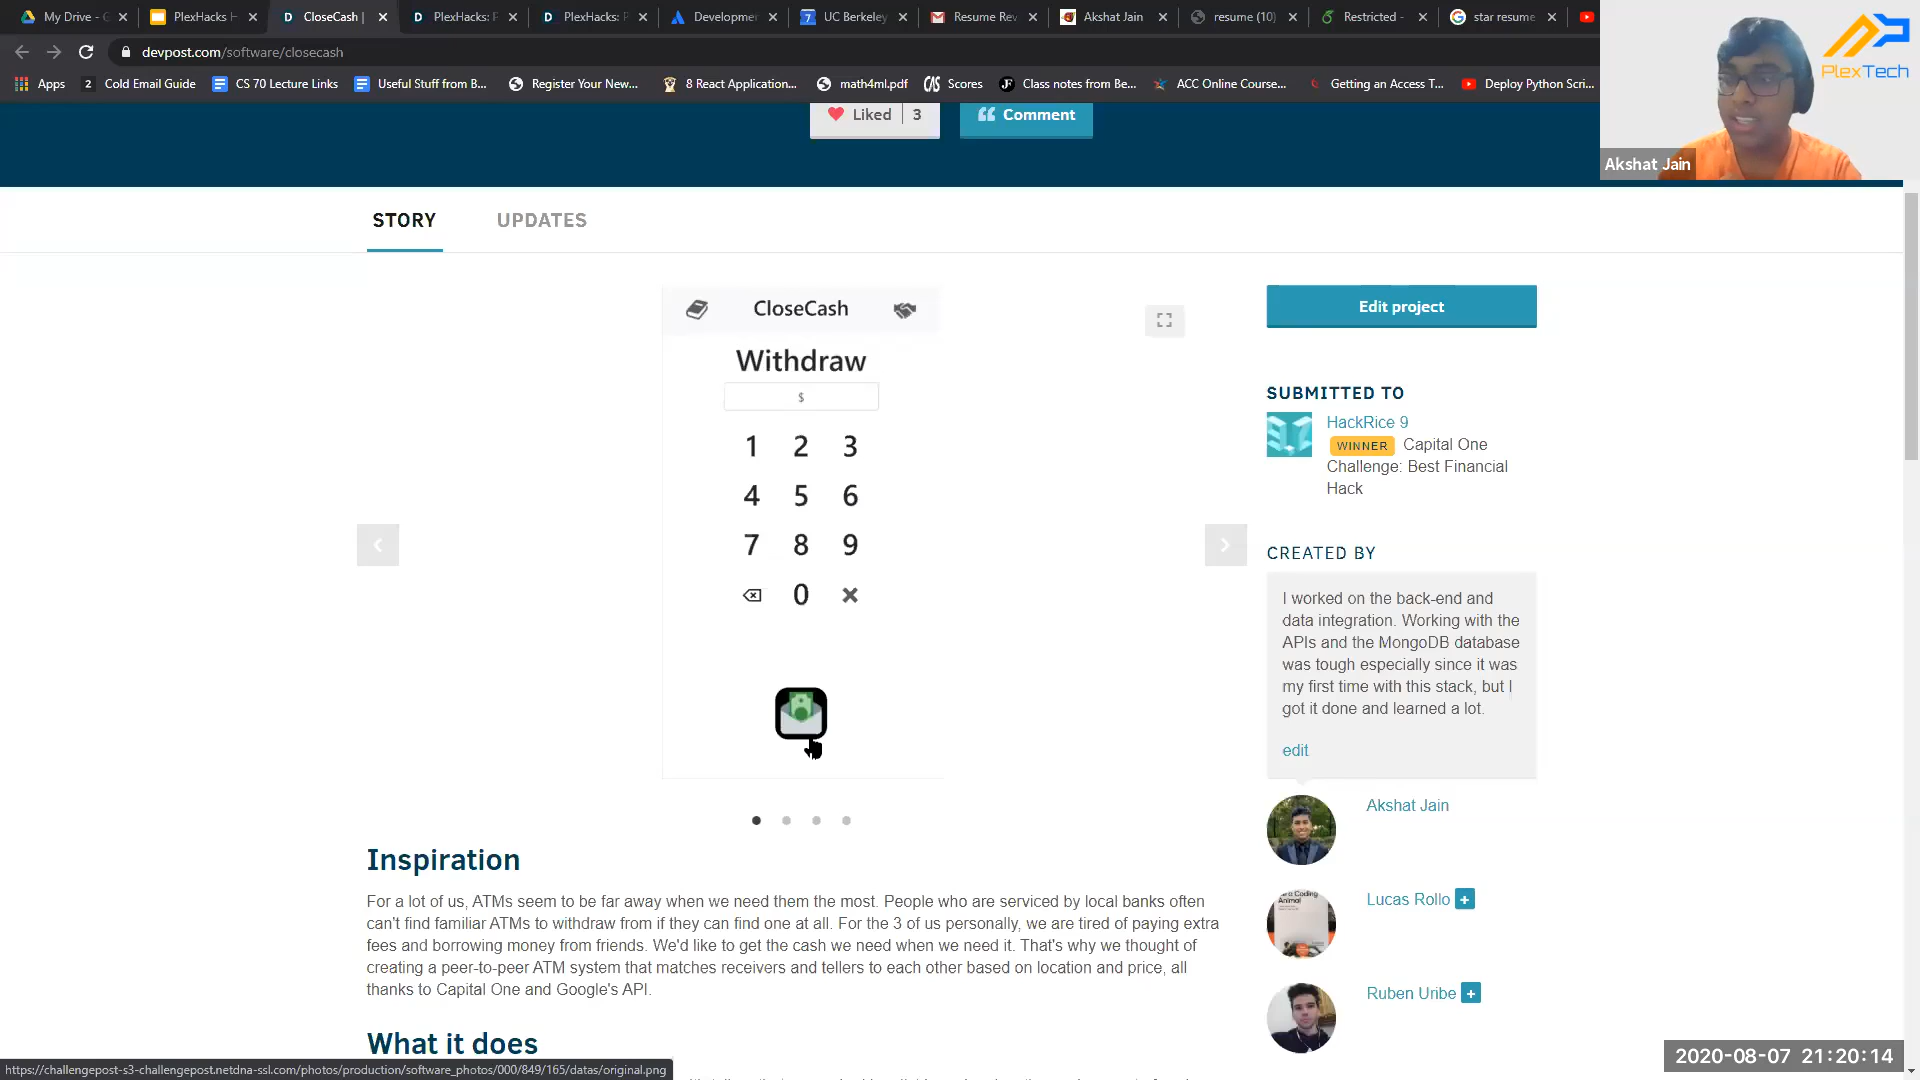 My Drive - G
PlexHacks H
CloseCash |
PlexHacks: F
PlexHacks: P
Developmer
UC Berkeley
Resume Rev
Akshat Jain
resume (10)
Restricted -
star resume
devpost.com/software/closecash
Apps
Cold Email Guide
CS 70 Lecture Links
Useful Stuff from B...
Register Your New...
8 React Application...
math4ml.pdf
Scores
Class notes from Be...
ACC Online Course...
Getting an Access T...
Deploy Python Scri...
PlexTech
Akshat Jain
Liked 3
Comment
STORY
UPDATES
CloseCash
Withdraw
$
1 2 3
4 5 6
7 8 9
0
Edit project
SUBMITTED TO
HackRice 9
WINNER Capital One
Challenge: Best Financial
Hack
CREATED BY
I worked on the back-end and
data integration. Working with the
APIs and the MongoDB database
was tough especially since it was
my first time with this stack, but I
got it done and learned a lot.
edit
Akshat Jain
Lucas Rollo
Ruben Uribe
Inspiration
For a lot of us, ATMs seem to be far away when we need them the most. People who are serviced by local banks often
can't find familiar ATMs to withdraw from if they can find one at all. For the 3 of us personally, we are tired of paying extra
fees and borrowing money from friends. We'd like to get the cash we need when we need it. That's why we thought of
creating a peer-to-peer ATM system that matches receivers and tellers to each other based on location and price, all
thanks to Capital One and Google's API.
What it does
https://challengepost-s3-challengepost.netdna-ssl.com/photos/production/software_photos/000/849/165/datas/original.png
2020-08-07 21:20:14